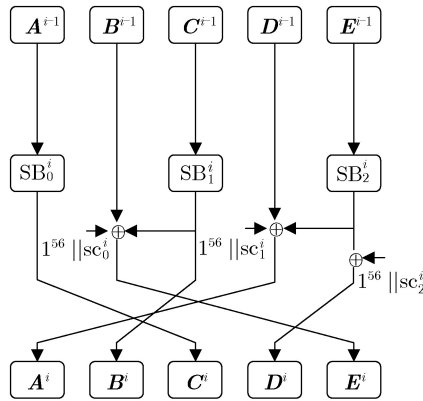 A^{i-1} B^{i-1} C^{i-1} D^{i-1} E^{i-1}
SB_0^i SB_1^i SB_2^i
1^{56} ||sc_0^i 1^{56} ||sc_1^i
1^{56} ||sc_2^i
A^i B^i C^i D^i E^i